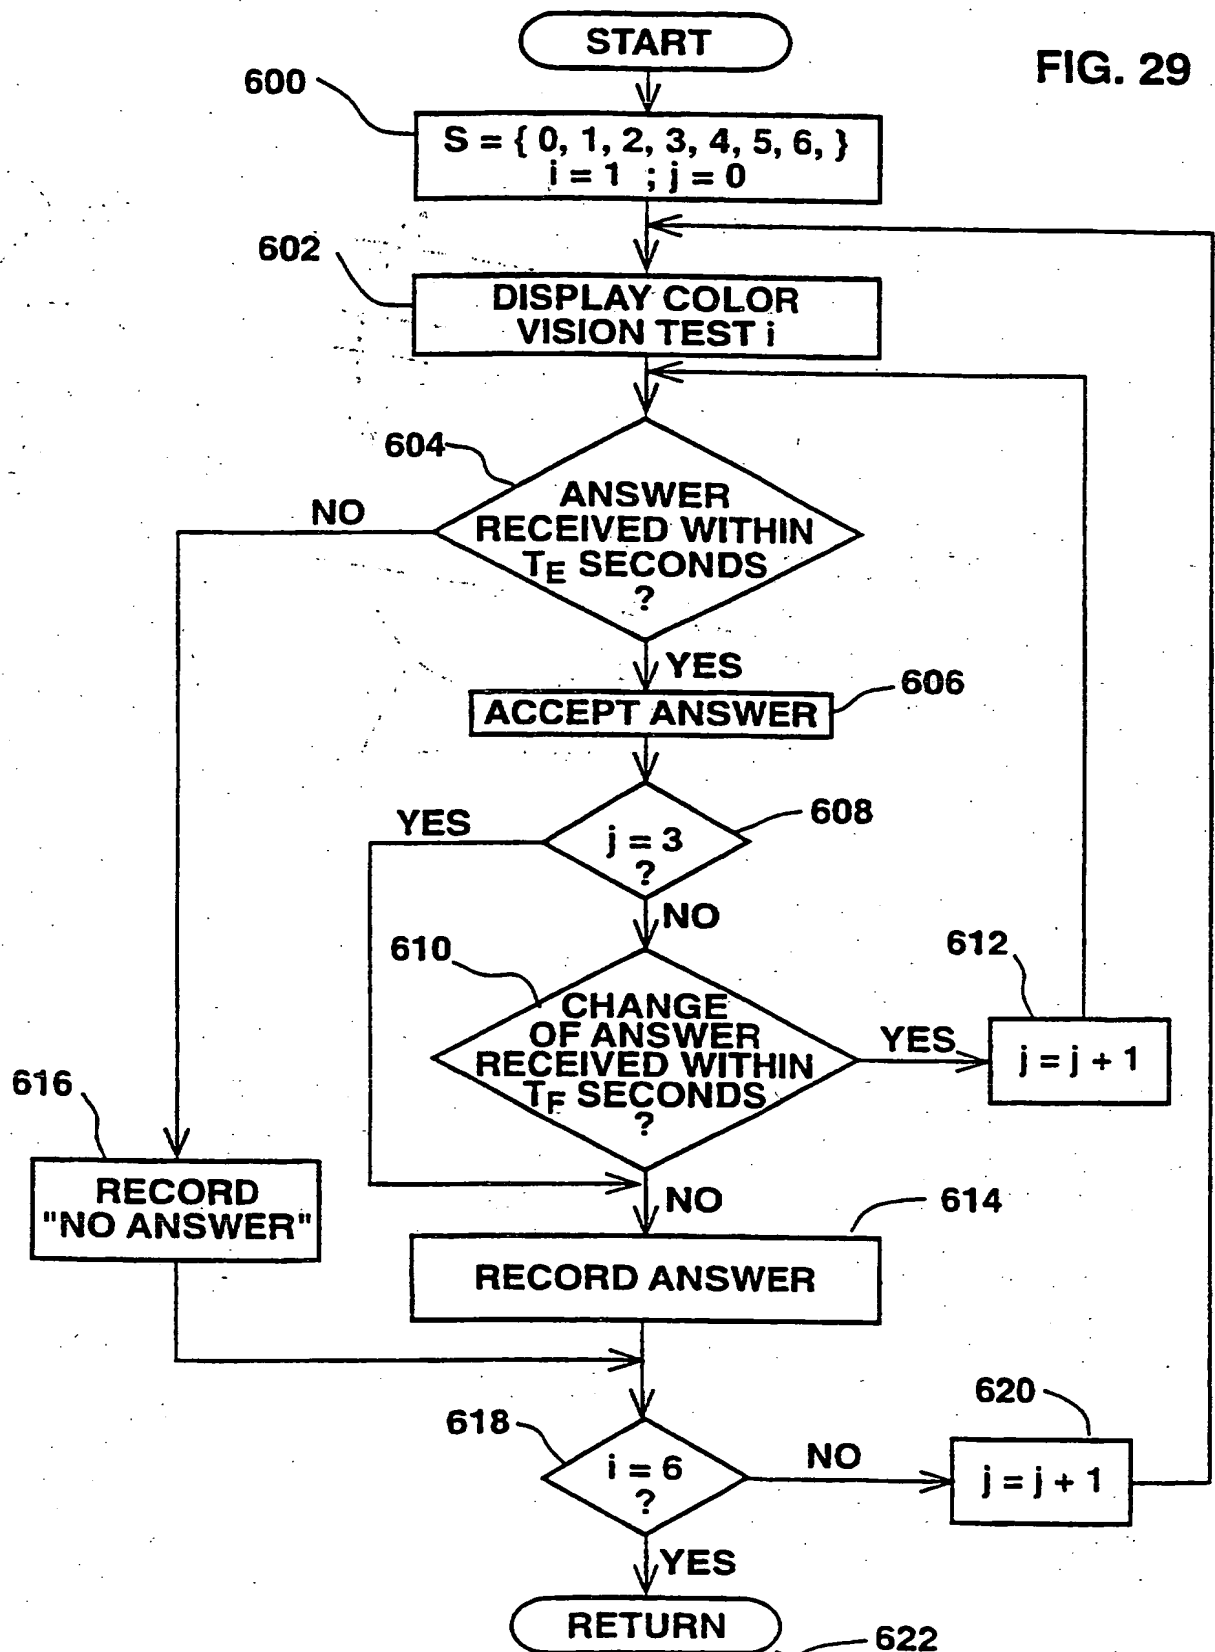 START
FIG. 29
600
S = { 0, 1, 2, 3, 4, 5, 6, }
i = 1 ; j = 0
602
DISPLAY COLOR
VISION TEST i
604
NO
ANSWER
RECEIVED WITHIN
TE SECONDS
?
YES
606
ACCEPT ANSWER
608
YES
j = 3
?
NO
610
612
CHANGE
OF ANSWER
RECEIVED WITHIN
TF SECONDS
?
YES
j = j + 1
616
RECORD
"NO ANSWER"
NO
614
RECORD ANSWER
618
620
i = 6
?
NO
j = j + 1
YES
RETURN
622